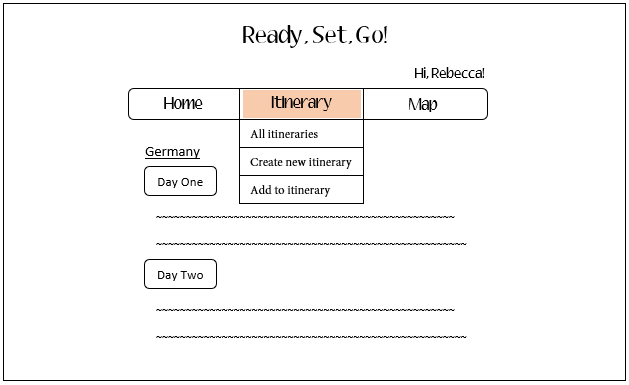 Ready, Set, Go!
Hi, Rebecca!
Home Itinerary Map
All itineraries
Create new itinerary
Add to itinerary
Germany
Day One
~~~~~~~~~~~~~~~~~~~~~~~~~~~~~~~~~~~~~~~~~~~~~~~~~~
~~~~~~~~~~~~~~~~~~~~~~~~~~~~~~~~~~~~~~~~~~~~~~~~~~~~
Day Two
~~~~~~~~~~~~~~~~~~~~~~~~~~~~~~~~~~~~~~~~~~~~~~~~~~
~~~~~~~~~~~~~~~~~~~~~~~~~~~~~~~~~~~~~~~~~~~~~~~~~~~~